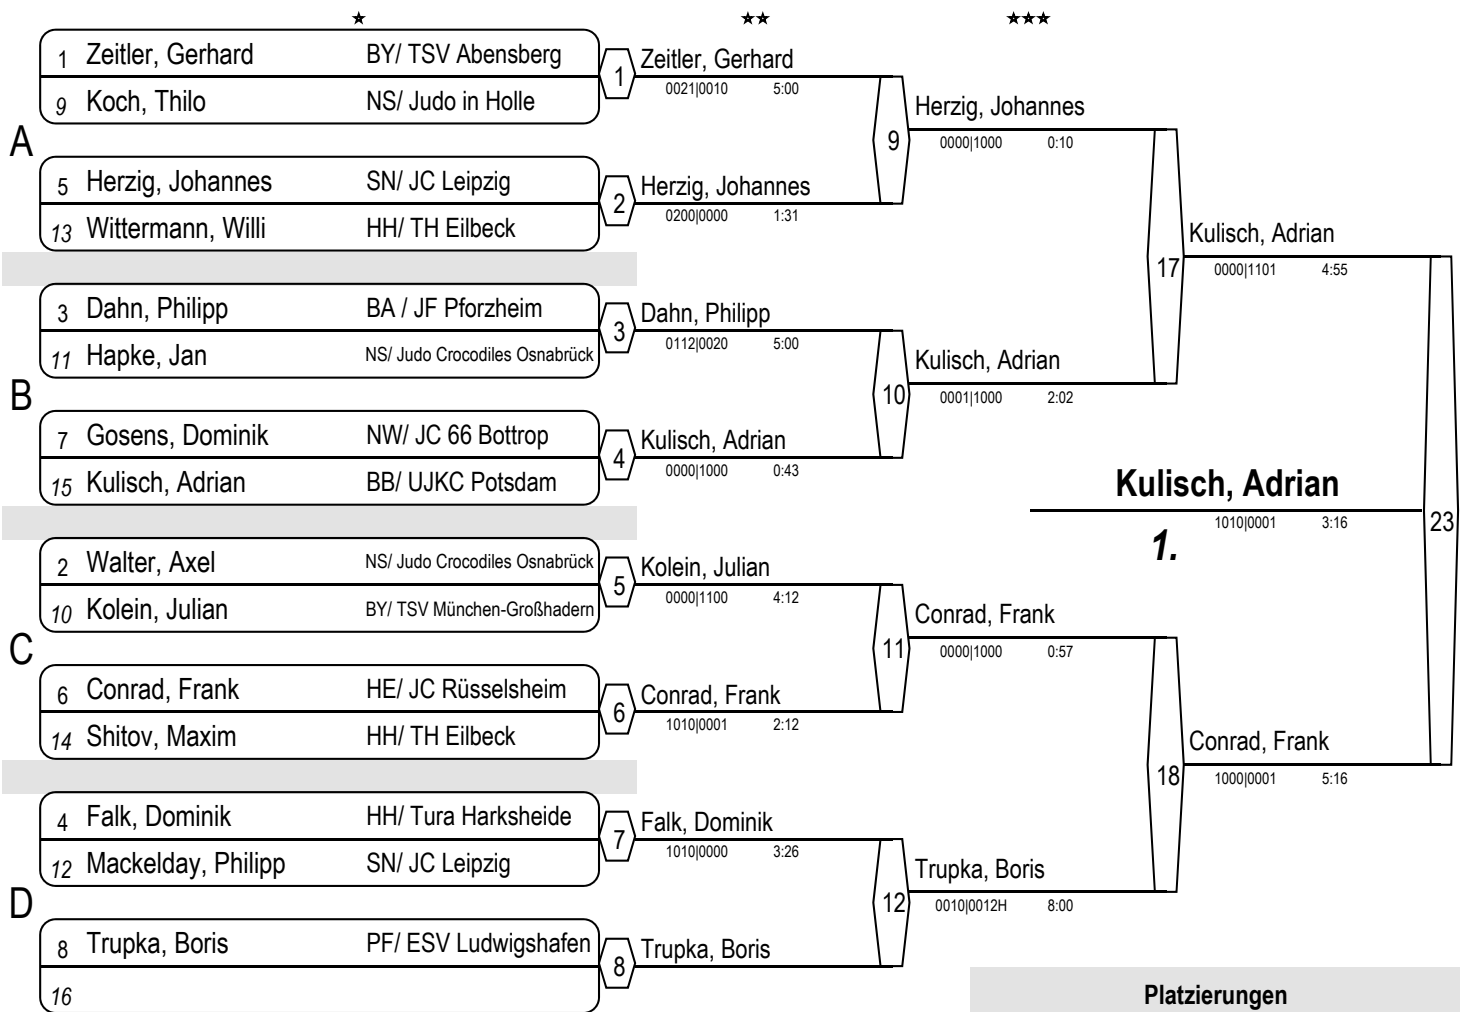 ★ ★★ ★★★
1 Zeitler, Gerhard BY/ TSV Abensberg
9 Koch, Thilo NS/ Judo in Holle
1
Zeitler, Gerhard
0021|0010 5:00
A
5 Herzig, Johannes SN/ JC Leipzig
13 Wittermann, Willi HH/ TH Eilbeck
2
Herzig, Johannes
0200|0000 1:31
9
Herzig, Johannes
0000|1000 0:10
3 Dahn, Philipp BA / JF Pforzheim
11 Hapke, Jan NS/ Judo Crocodiles Osnabrück
3
Dahn, Philipp
0112|0020 5:00
B
7 Gosens, Dominik NW/ JC 66 Bottrop
15 Kulisch, Adrian BB/ UJKC Potsdam
4
Kulisch, Adrian
0000|1000 0:43
10
Kulisch, Adrian
0001|1000 2:02
17
Kulisch, Adrian
0000|1101 4:55
2 Walter, Axel NS/ Judo Crocodiles Osnabrück
10 Kolein, Julian BY/ TSV München-Großhadern
5
Kolein, Julian
0000|1100 4:12
C
6 Conrad, Frank HE/ JC Rüsselsheim
14 Shitov, Maxim HH/ TH Eilbeck
6
Conrad, Frank
1010|0001 2:12
11
Conrad, Frank
0000|1000 0:57
4 Falk, Dominik HH/ Tura Harksheide
12 Mackelday, Philipp SN/ JC Leipzig
7
Falk, Dominik
1010|0000 3:26
D
8 Trupka, Boris PF/ ESV Ludwigshafen
16
8
Trupka, Boris
12
Trupka, Boris
0010|0012H 8:00
18
Conrad, Frank
1000|0001 5:16
23
Kulisch, Adrian
1010|0001 3:16
1.
Platzierungen